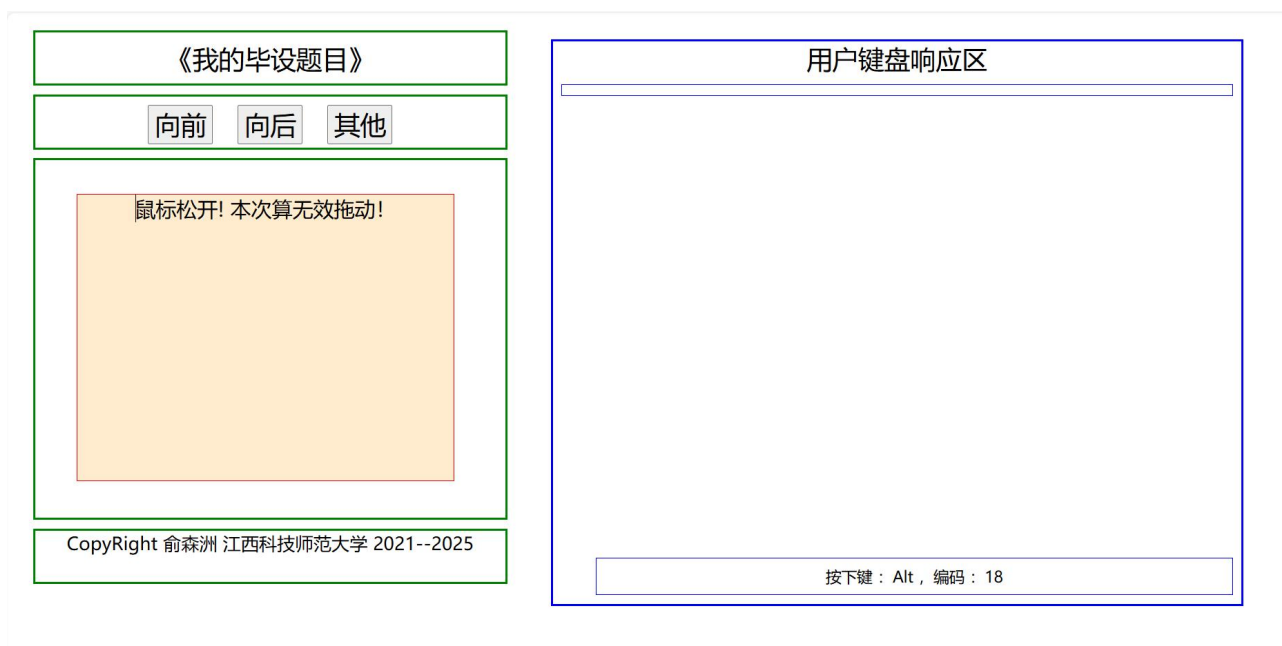 《我的毕设题目》
向前 向后 其他
鼠标松开! 本次算无效拖动!
CopyRight 俞森洲 江西科技师范大学 2021--2025
用户键盘响应区
按下键 : Alt , 编码 : 18